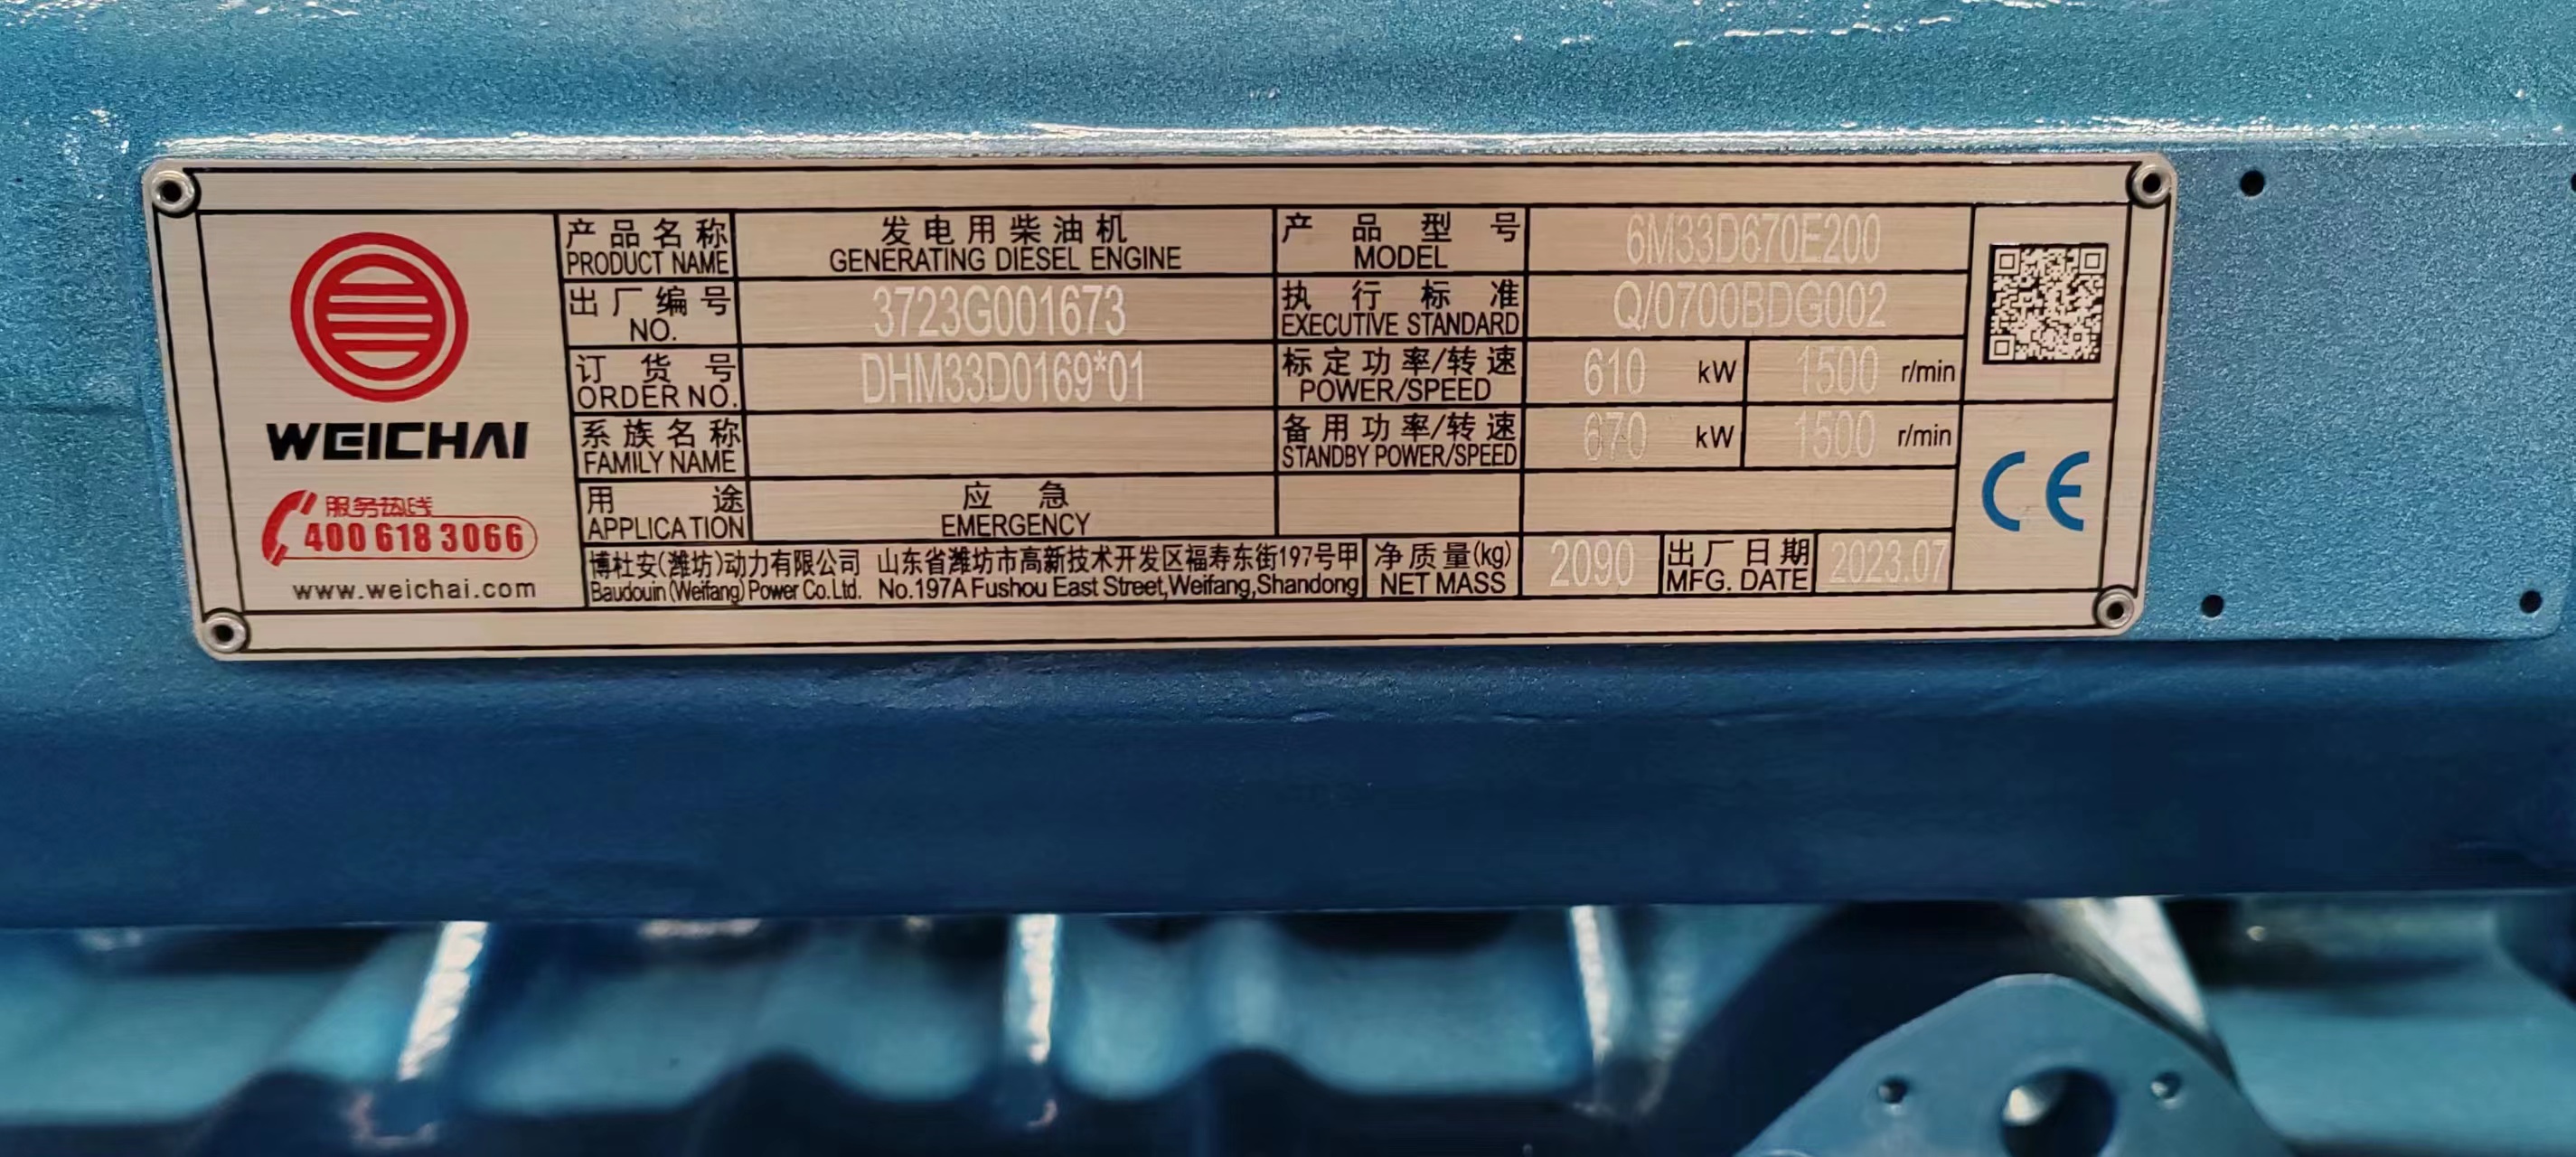 WEICHAI
服务热线
400 618 3066
www.weichai.com
产品名称 发电用柴油机
PRODUCT NAME GENERATING DIESEL ENGINE
出厂编号 3723G001673
NO.
订货号 DHM33D0169*01
ORDER NO.
系族名称
FAMILY NAME
用途 应急
APPLICATION EMERGENCY
博杜安(潍坊)动力有限公司 山东省潍坊市高新技术开发区福寿东街197号甲
Baudouin (Weifang) Power Co.Ltd. No.197A Fushou East Street,Weifang,Shandong
产品型号 6M33D670E200
MODEL
执行标准 Q/0700BDG002
EXECUTIVE STANDARD
标定功率/转速 610 kW 1500 r/min
POWER/SPEED
备用功率/转速 670 kW 1500 r/min
STANDBY POWER/SPEED
净质量(kg) 2090 出厂日期 2023.07
NET MASS MFG. DATE
CE